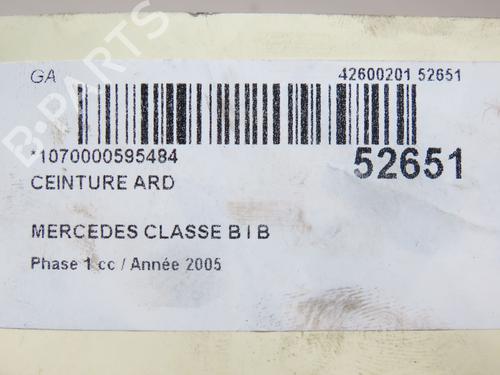 GA
42600201 52651
*1070000595484
52651
CEINTURE ARD
MERCEDES CLASSE B I B
Phase 1 cc / Année 2005
B-PARTS